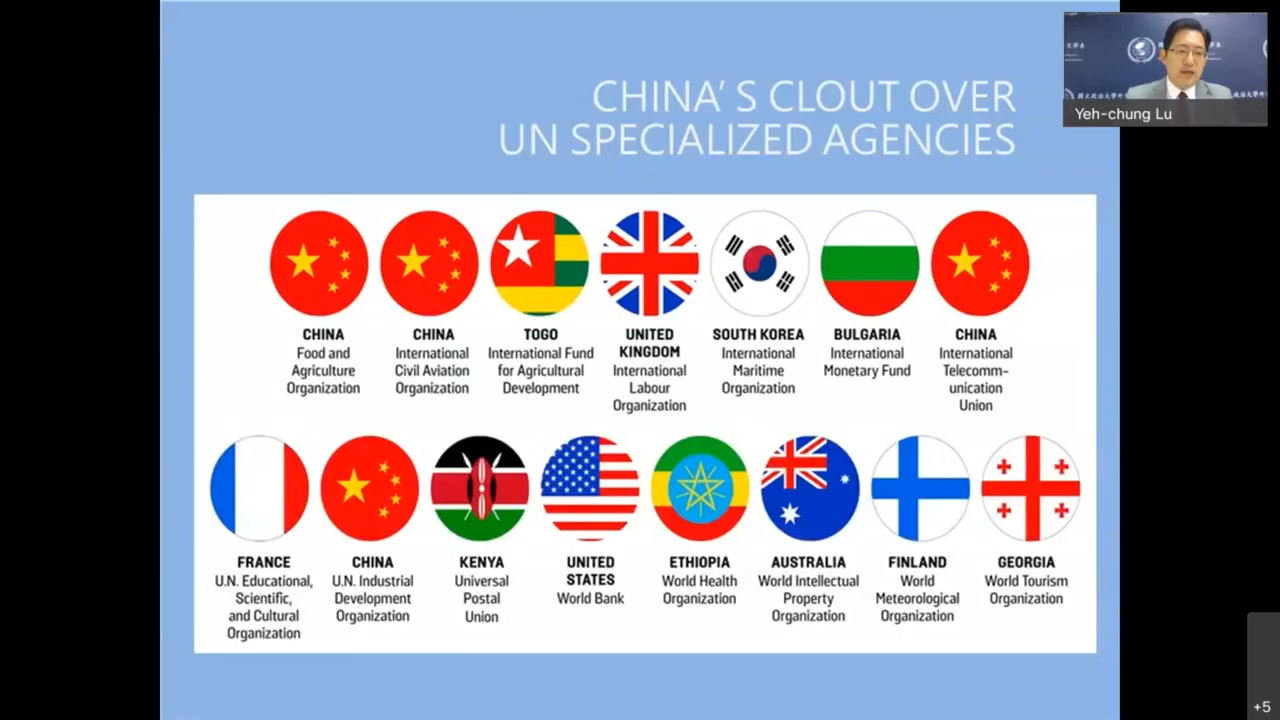 CHINA' S CLOUT OVER
UN SPECIALIZED AGENCIES
Yeh-chung Lu
CHINA
Food and
Agriculture
Organization
CHINA
International
Civil Aviation
Organization
TOGO
International Fund
for Agricultural
Development
UNITED
KINGDOM
International
Labour
Organization
SOUTH KOREA
International
Maritime
Organization
BULGARIA
International
Monetary Fund
CHINA
International
Telecomm-
unication
Union
FRANCE
U.N. Educational,
Scientific,
and Cultural
Organization
CHINA
U.N. Industrial
Development
Organization
KENYA
Universal
Postal
Union
UNITED
STATES
World Bank
ETHIOPIA
World Health
Organization
AUSTRALIA
World Intellectual
Property
Organization
FINLAND
World
Meteorological
Organization
GEORGIA
World Tourism
Organization
+5